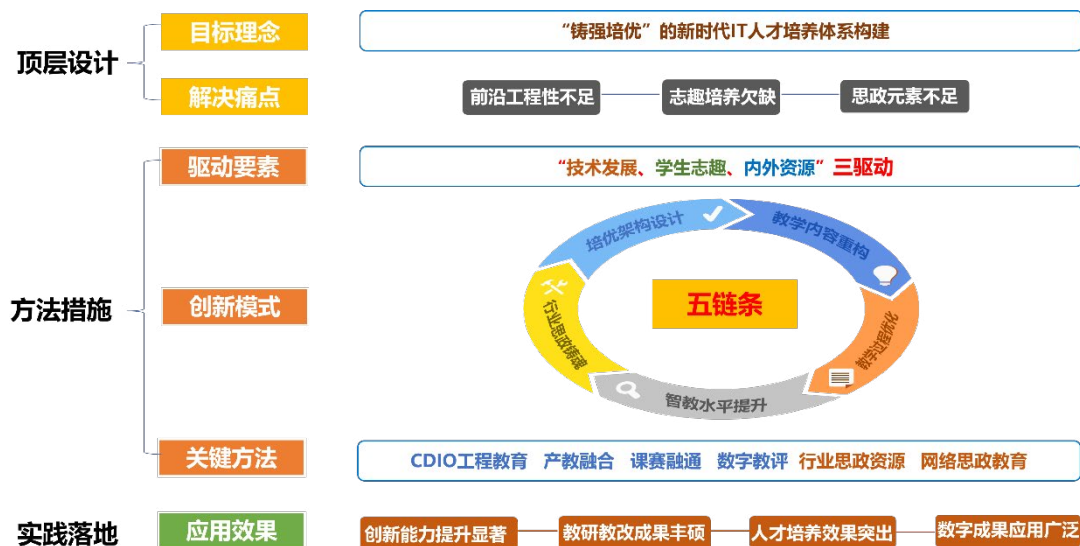 顶层设计
目标理念
“铸强培优”的新时代IT人才培养体系构建
解决痛点
前沿工程性不足
志趣培养欠缺
思政元素不足
方法措施
驱动要素
“技术发展、学生志趣、内外资源”三驱动
创新模式
培优架构设计
教学内容重构
教学过程优化
智教水平提升
行业思政铸魂
五链条
关键方法
CDIO工程教育 产教融合 课赛融通 数字教评 行业思政资源 网络思政教育
实践落地
应用效果
创新能力提升显著
教研教改成果丰硕
人才培养效果突出
数字成果应用广泛